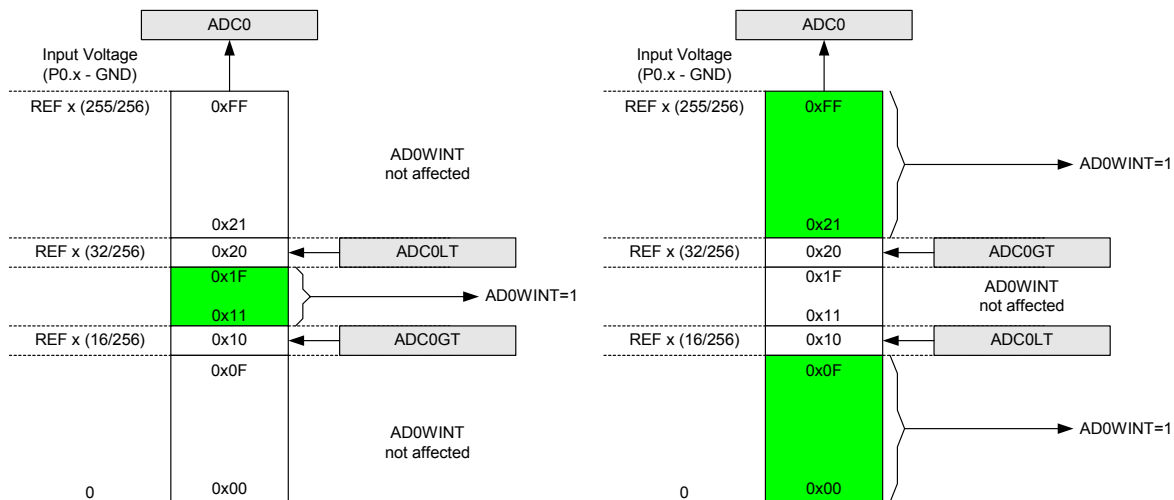 ADC0
Input Voltage
(P0.x - GND)
REF x (255/256)
0xFF
AD0WINT
not affected
0x21
REF x (32/256)
0x20
ADC0LT
0x1F
AD0WINT=1
0x11
REF x (16/256)
0x10
ADC0GT
0x0F
AD0WINT
not affected
0
0x00
ADC0
Input Voltage
(P0.x - GND)
REF x (255/256)
0xFF
AD0WINT=1
0x21
REF x (32/256)
0x20
ADC0GT
0x1F
AD0WINT
not affected
0x11
REF x (16/256)
0x10
ADC0LT
0x0F
AD0WINT=1
0
0x00